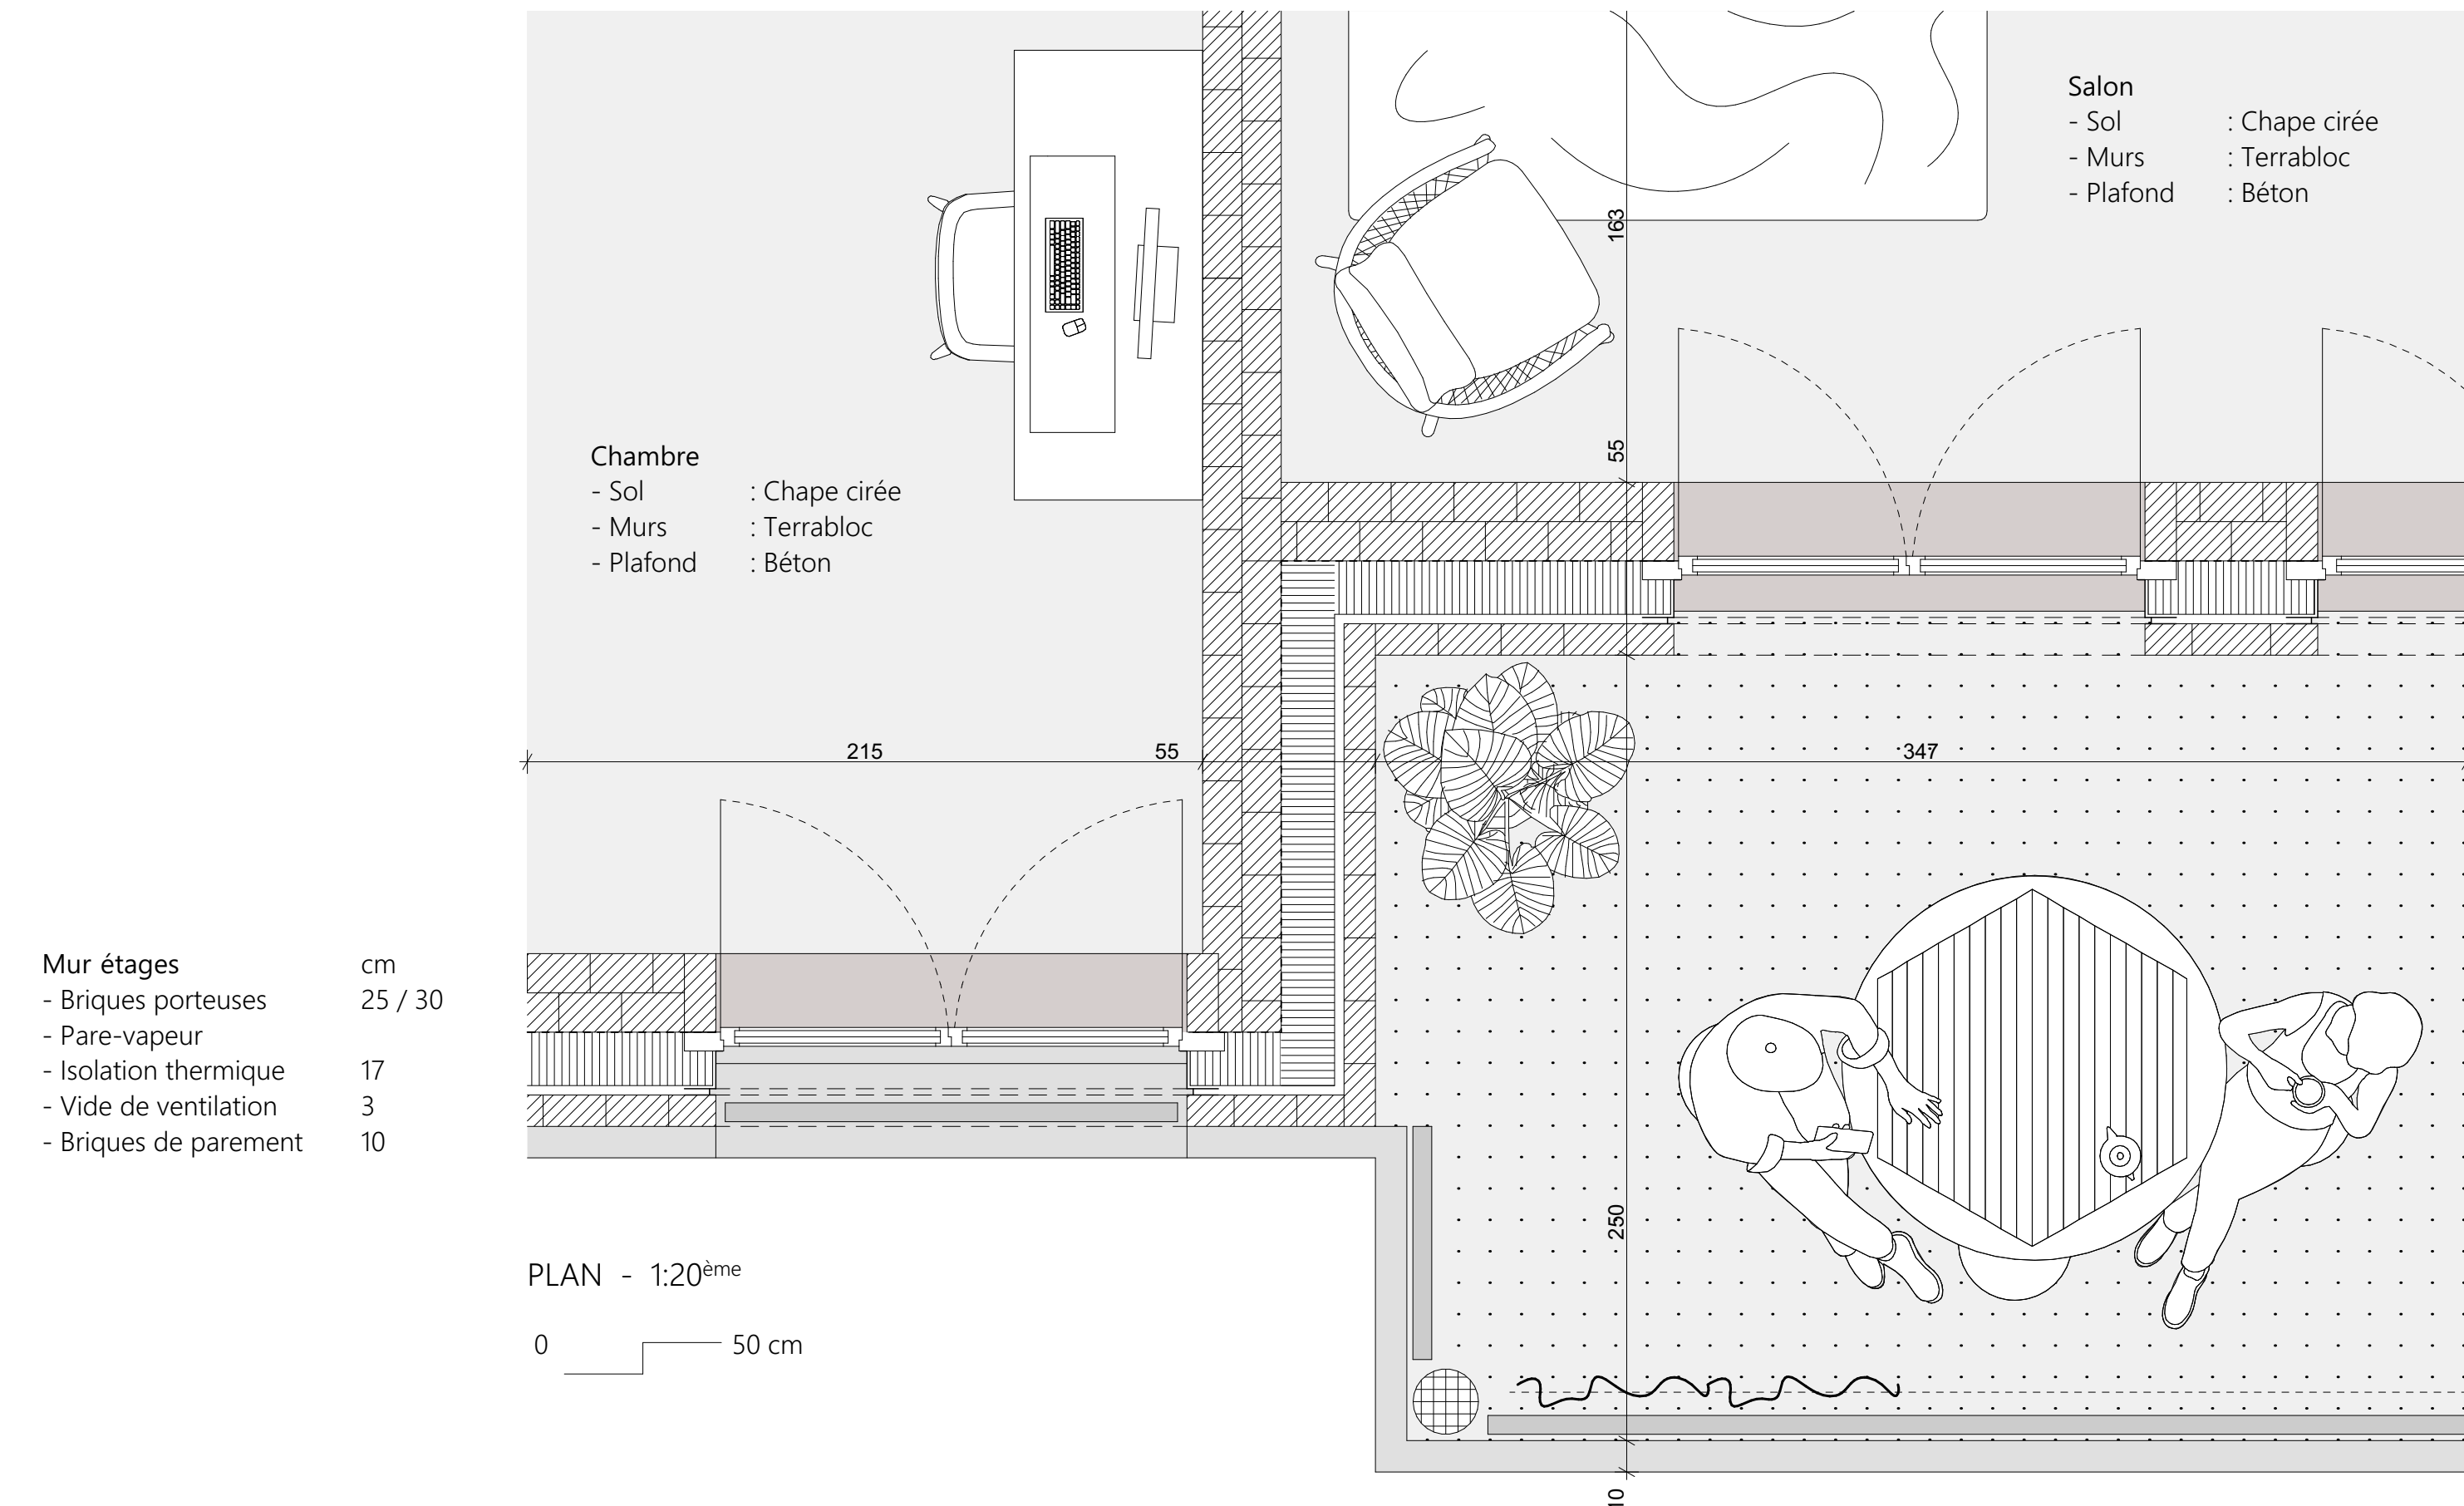 Salon
- Sol : Chape cirée
- Murs : Terrabloc
- Plafond : Béton
163
55
Chambre
- Sol : Chape cirée
- Murs : Terrabloc
- Plafond : Béton
215
55
347
Mur étages cm
- Briques porteuses 25 / 30
- Pare-vapeur
- Isolation thermique 17
- Vide de ventilation 3
- Briques de parement 10
250
PLAN - 1:20ème
0 50 cm
10